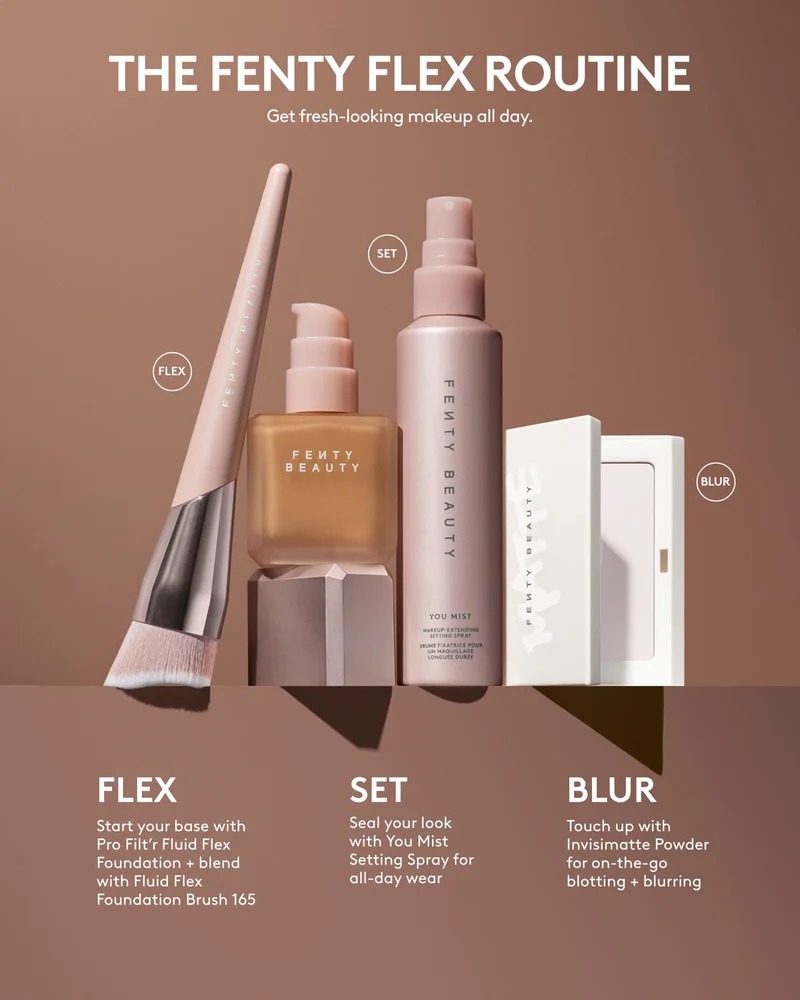 THE FENTY FLEX ROUTINE
Get fresh-looking makeup all day.
SET
FLEX
BLUR
FENTY BEAUTY
FENTY
BEAUTY
FENTY BEAUTY
YOU MIST
MAKEUP-EXTENDING
SETTING SPRAY
BRUME FIXATRICE POUR
UN MAQUILLAGE
LONGUE DURÉE
MATTE
FENTY BEAUTY
FLEX
Start your base with
Pro Filt'r Fluid Flex
Foundation + blend
with Fluid Flex
Foundation Brush 165
SET
Seal your look
with You Mist
Setting Spray for
all-day wear
BLUR
Touch up with
Invisimatte Powder
for on-the-go
blotting + blurring